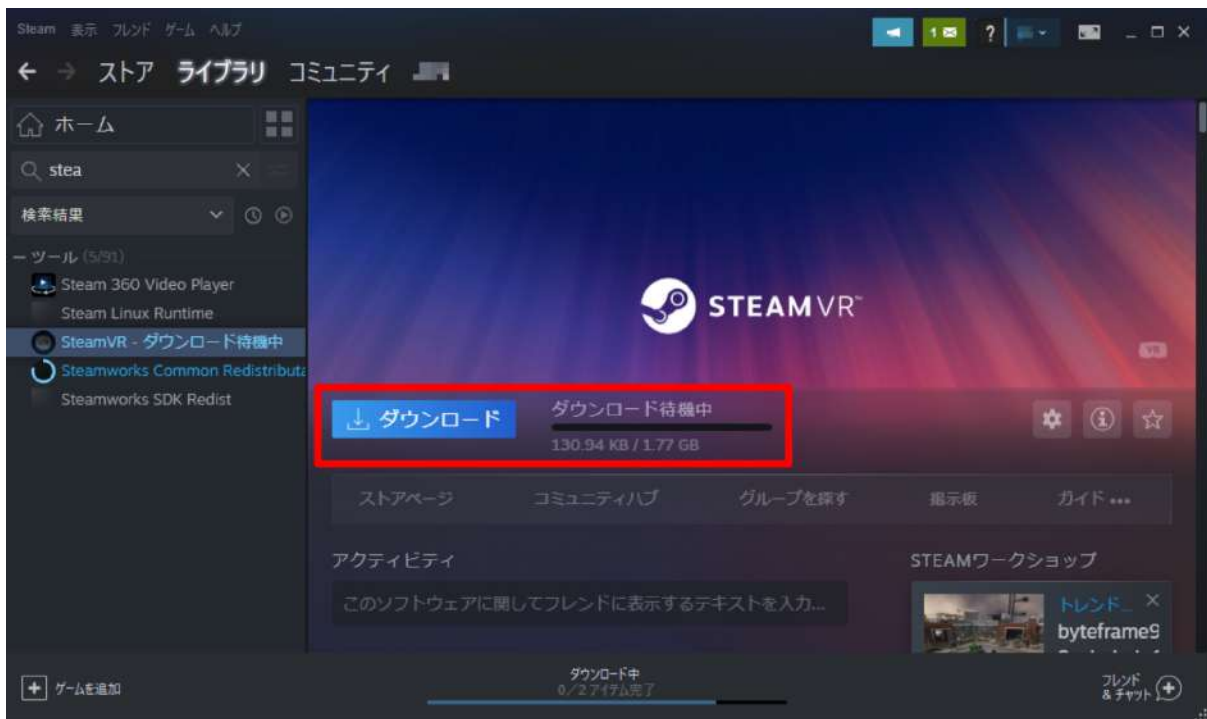 Steam 表示 フレンド ゲーム ヘルプ
1
?
ストア ライブラリ コミュニティ
ホーム
stea
検索結果
ツール (5/91)
Steam 360 Video Player
Steam Linux Runtime
SteamVR - ダウンロード待機中
Steamworks Common Redistributa
Steamworks SDK Redist
STEAMVR™
VR
ダウンロード
ダウンロード待機中
130.94 KB / 1.77 GB
ストアページ コミュニティハブ グループを探す 掲示板 ガイド
アクティビティ
このソフトウェアに関してフレンドに表示するテキストを入力...
STEAMワークショップ
トレンド...
byteframe9
ゲームを追加
ダウンロード中
0/2アイテム完了
フレンド
& チャット